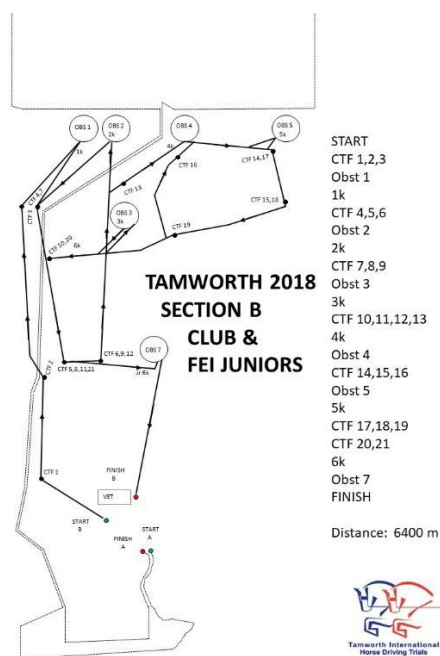 OBS 1
OBS 2
2k
OBS 4
OBS 5
5k
1k
4k
CTF 14,17
CTF 16
CTF 13
CTF 4,7
CTF 3
CTF 15,18
OBS 3
3k
CTF 19
CTF 10,20
6k
TAMWORTH 2018
SECTION B
CLUB &
FEI JUNIORS
OBS 7
CTF 6,9,12
CTF 5,8,11,21
Jr 6k
CTF 2
CTF 1
FINISH
B
VET
START
B
START
A
FINISH
A
START
CTF 1,2,3
Obst 1
1k
CTF 4,5,6
Obst 2
2k
CTF 7,8,9
Obst 3
3k
CTF 10,11,12,13
4k
Obst 4
CTF 14,15,16
Obst 5
5k
CTF 17,18,19
CTF 20,21
6k
Obst 7
FINISH
Distance: 6400 m
Tamworth International
Horse Driving Trials